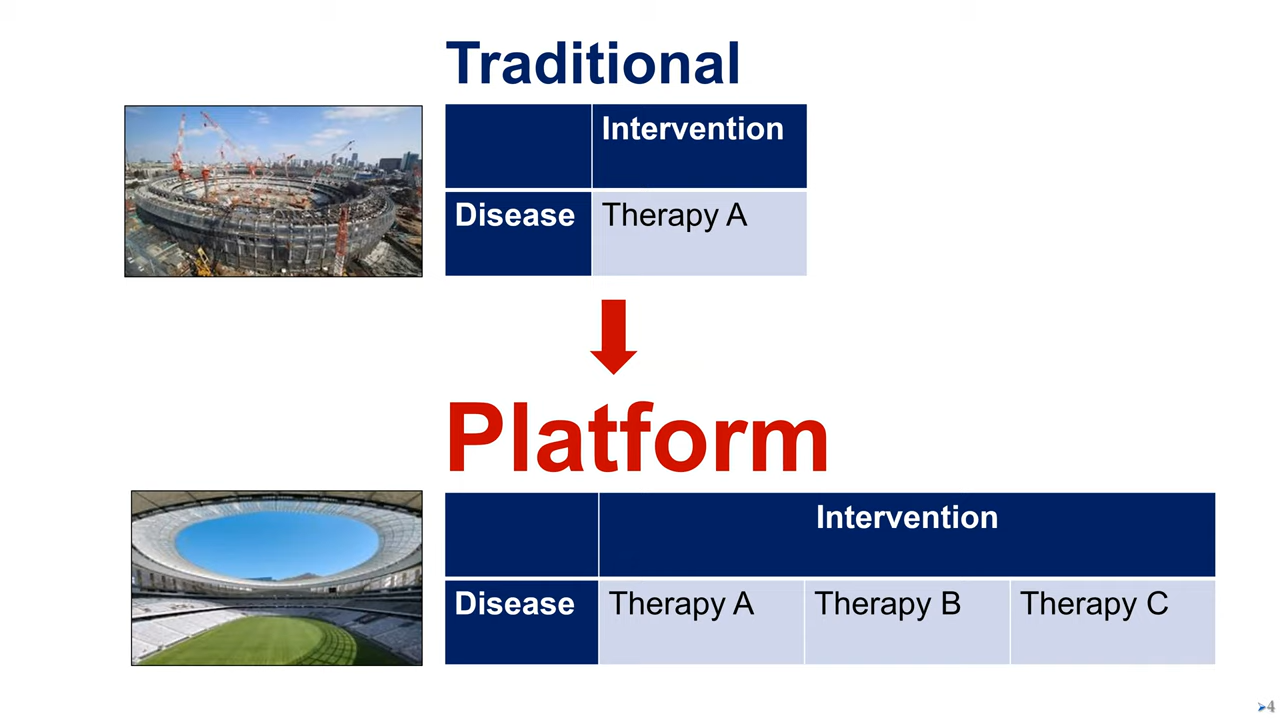 Traditional
Intervention
Disease Therapy A
Platform
Intervention
Disease Therapy A Therapy B Therapy C
4